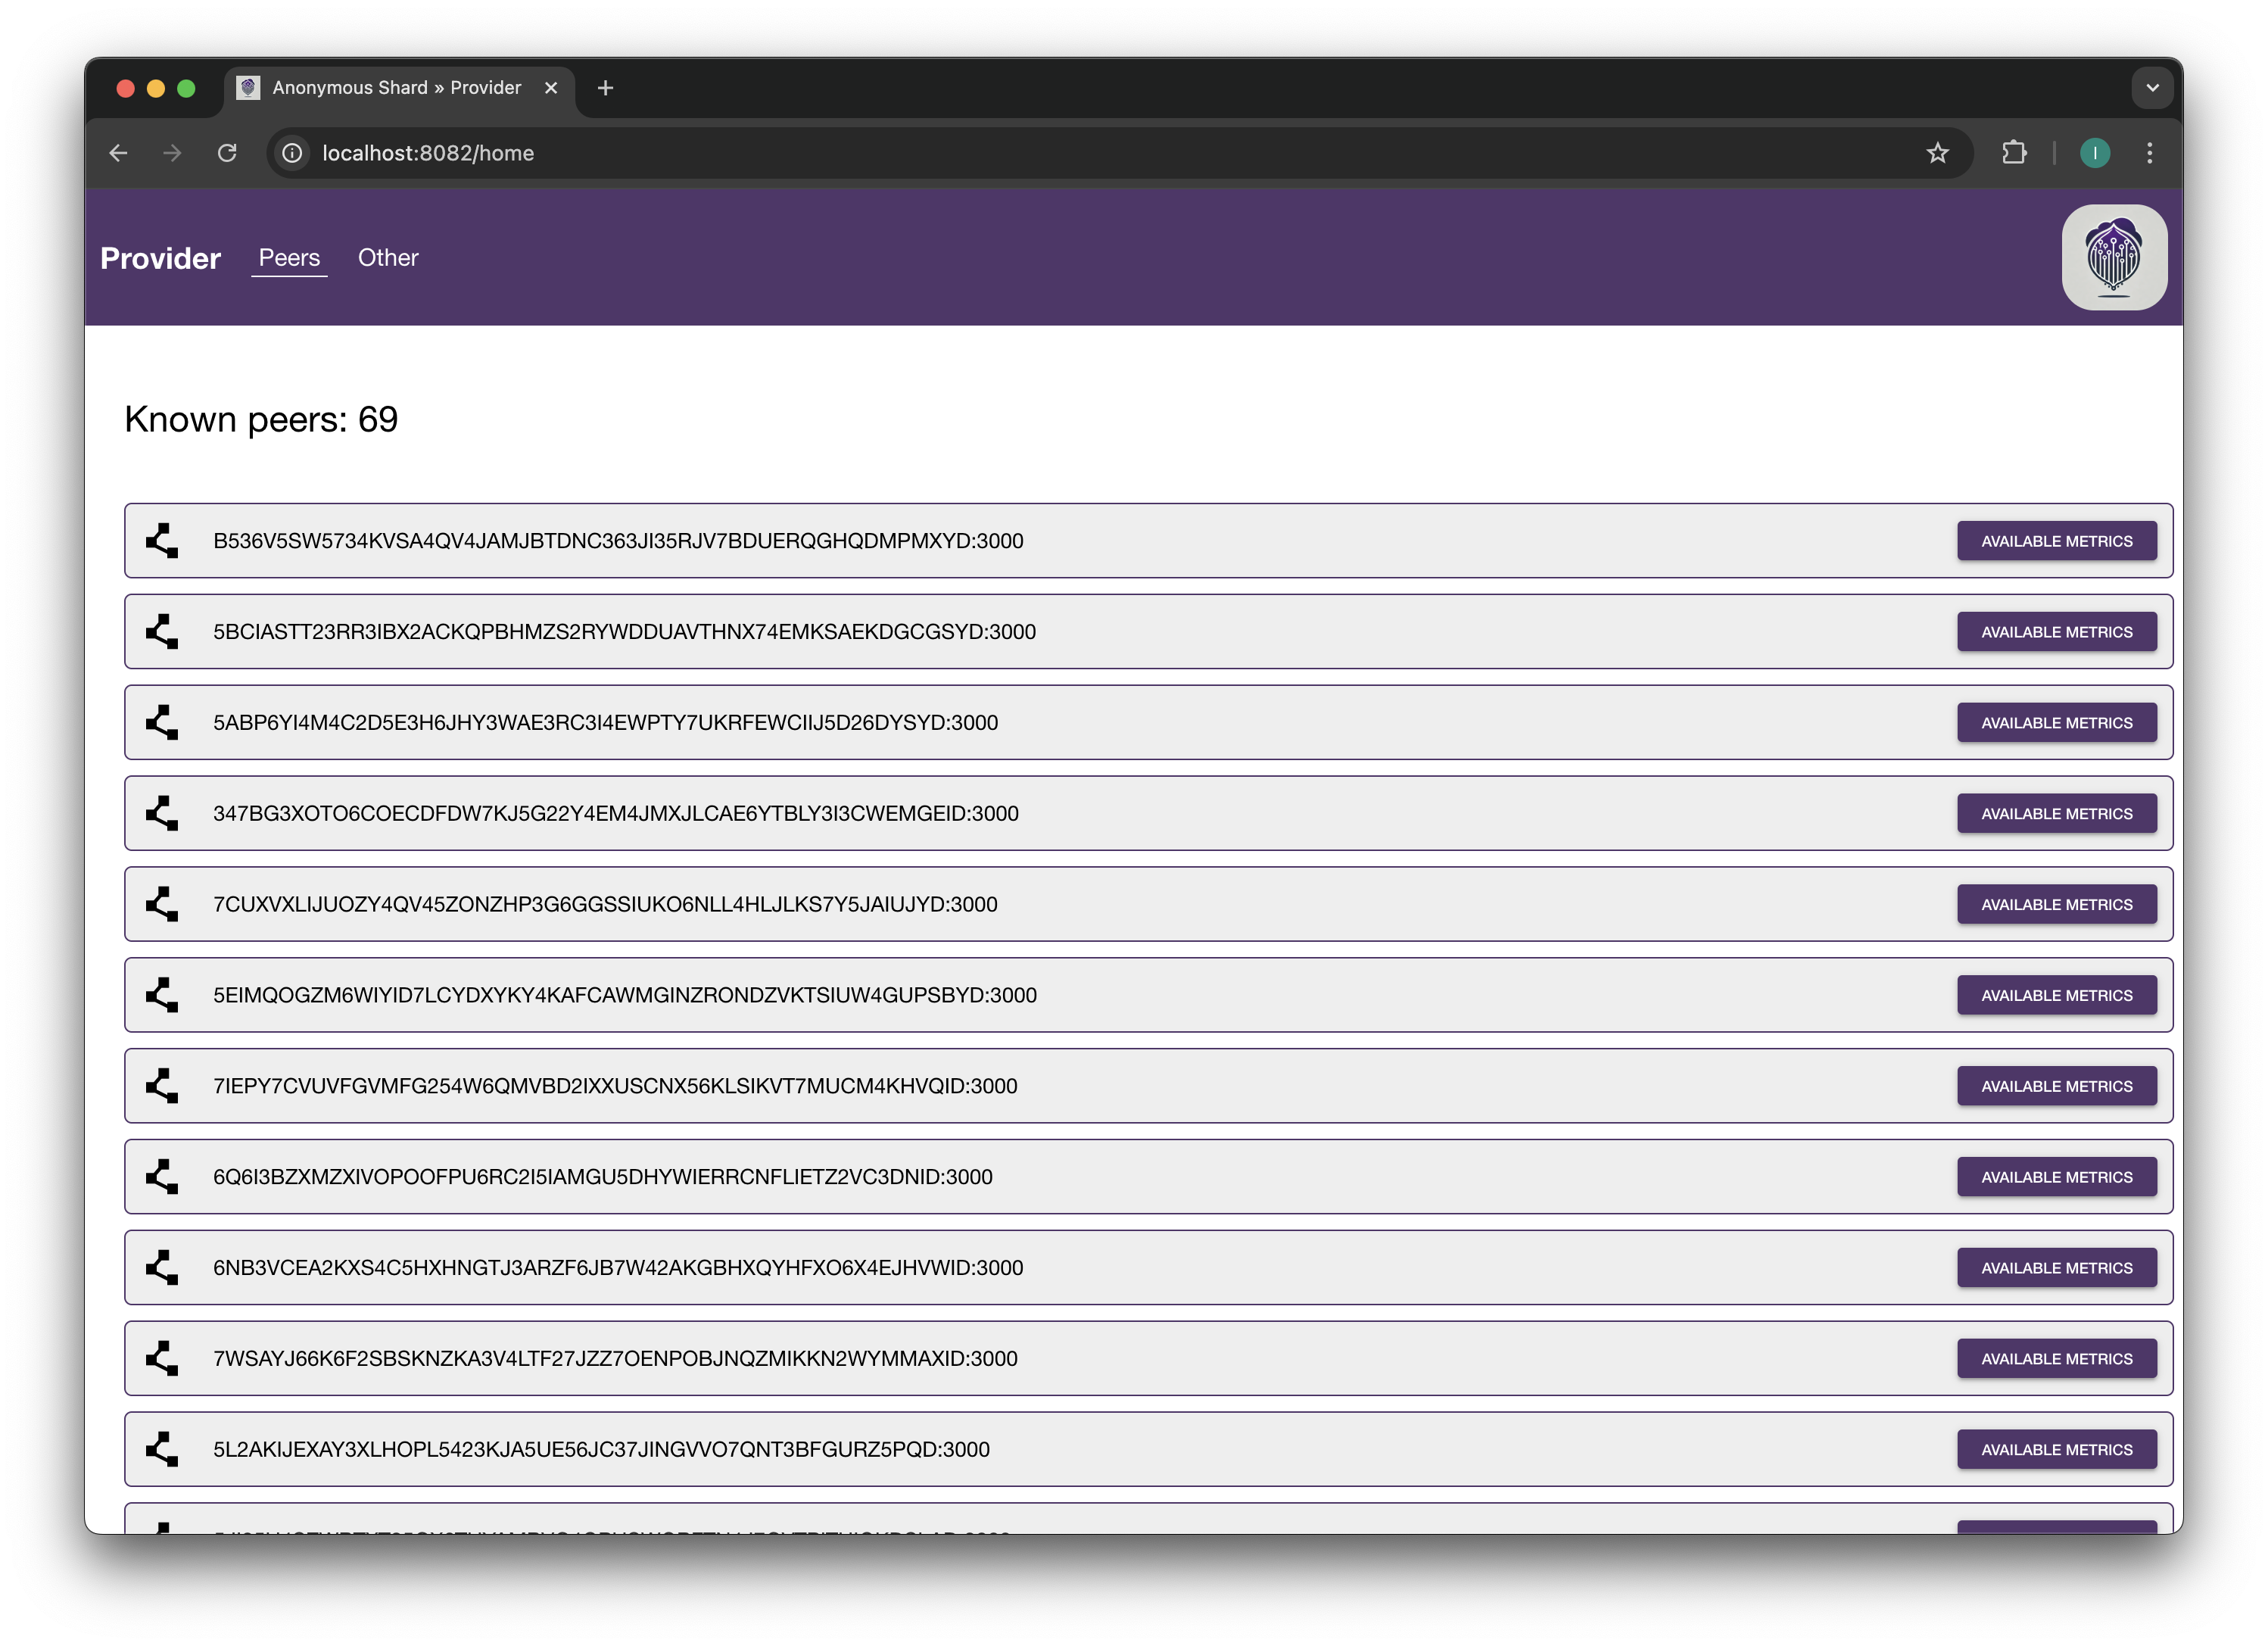 Anonymous Shard » Provider
localhost:8082/home
I
Provider Peers Other
Known peers: 69
B536V5SW5734KVSA4QV4JAMJBTDNC363JI35RJV7BDUERQGHQDMPMXYD:3000 AVAILABLE METRICS
5BCIASTT23RR3IBX2ACKQPBHMZS2RYWDDUAVTHNX74EMKSAEKDGCGSYD:3000 AVAILABLE METRICS
5ABP6YI4M4C2D5E3H6JHY3WAE3RC3I4EWPTY7UKRFEWCIIJ5D26DYSYD:3000 AVAILABLE METRICS
347BG3XOTO6COECDFDW7KJ5G22Y4EM4JMXJLCAE6YTBLY3I3CWEMGEID:3000 AVAILABLE METRICS
7CUXVXLIJUOZY4QV45ZONZHP3G6GGSSIUKO6NLL4HLJLKS7Y5JAIUJYD:3000 AVAILABLE METRICS
5EIMQOGZM6WIYID7LCYDXYKY4KAFCAWMGINZRONDZVKTSIUW4GUPSBYD:3000 AVAILABLE METRICS
7IEPY7CVUVFGVMFG254W6QMVBD2IXXUSCNX56KLSIKVT7MUCM4KHVQID:3000 AVAILABLE METRICS
6Q6I3BZXMZXIVOPOOFPU6RC2I5IAMGU5DHYWIERRCNFLIETZ2VC3DNID:3000 AVAILABLE METRICS
6NB3VCEA2KXS4C5HXHNGTJ3ARZF6JB7W42AKGBHXQYHFXO6X4EJHVWID:3000 AVAILABLE METRICS
7WSAYJ66K6F2SBSKNZKA3V4LTF27JZZ7OENPOBJNQZMIKKN2WYMMAXID:3000 AVAILABLE METRICS
5L2AKIJEXAY3XLHOPL5423KJA5UE56JC37JINGVVO7QNT3BFGURZ5PQD:3000 AVAILABLE METRICS